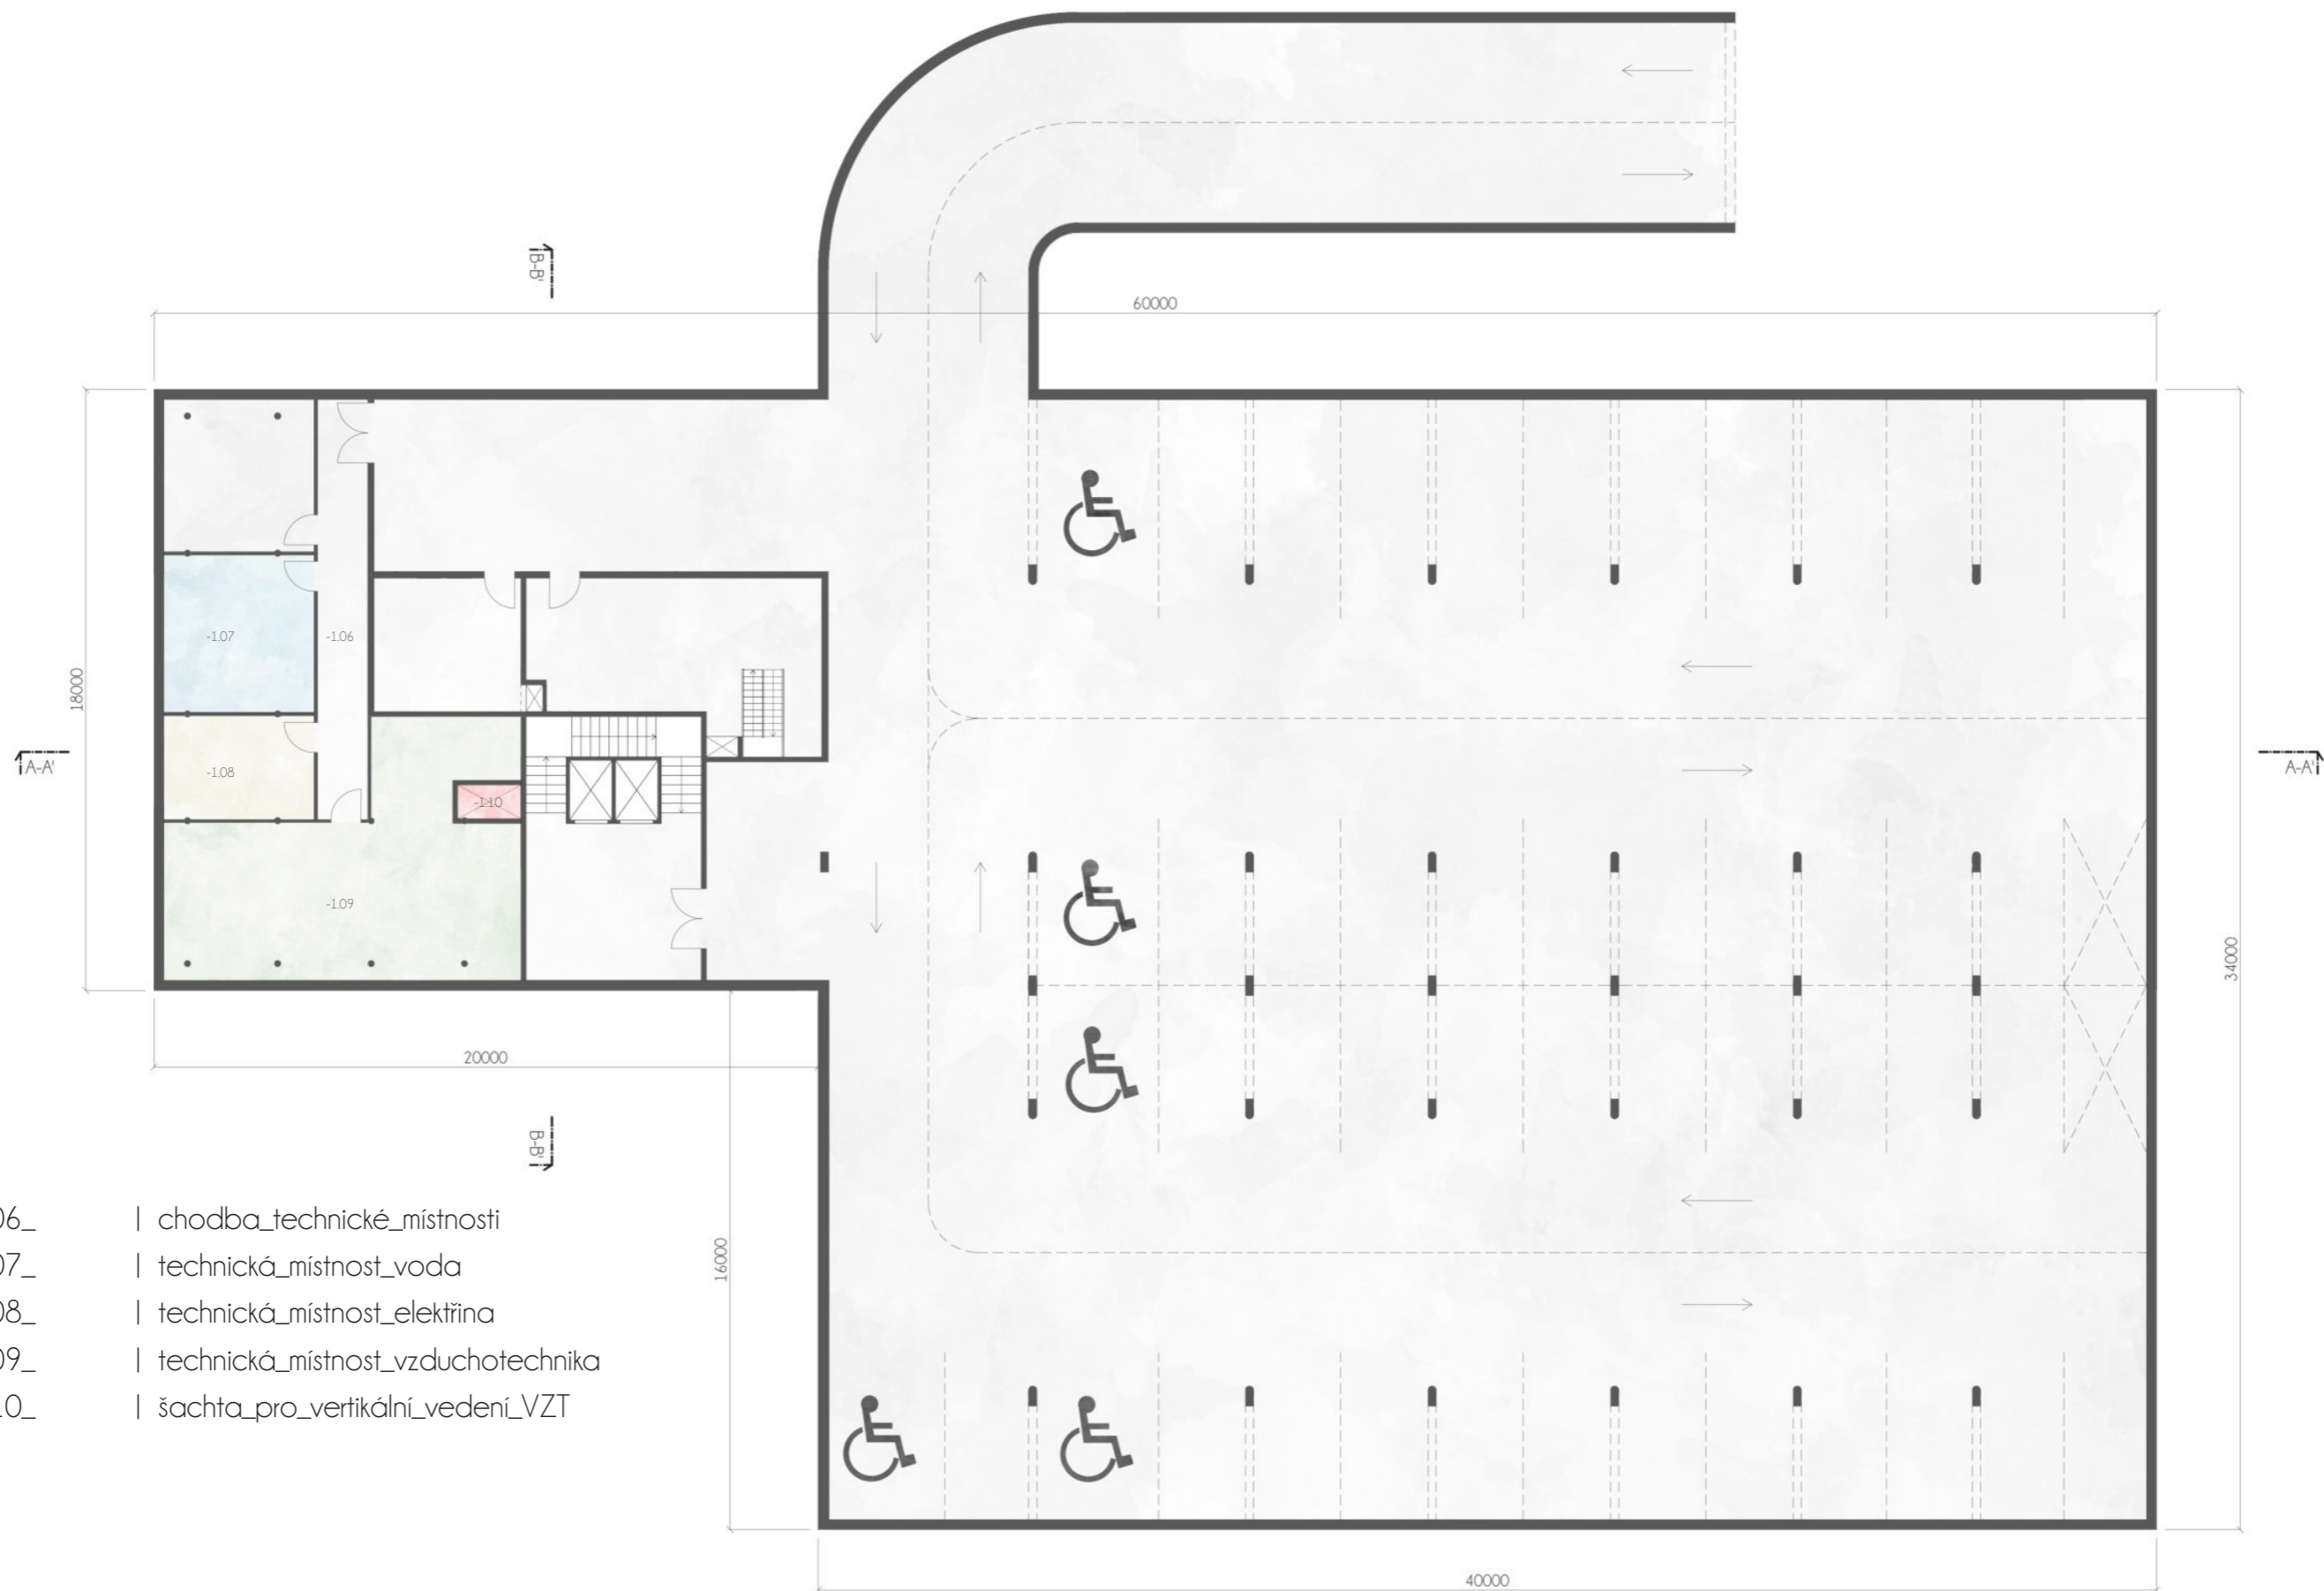 B-B'
60000
-1.07
-1.06
18000
-1.08
A-A'
A-A'
-1.10
-1.09
34000
20000
B-B'
06_ | chodba_technické_místnosti
07_ | technická_místnost_voda
16000
08_ | technická_místnost_elektřina
09_ | technická_místnost_vzduchotechnika
.0_ | šachta_pro_vertikální_vedení_VZT
40000